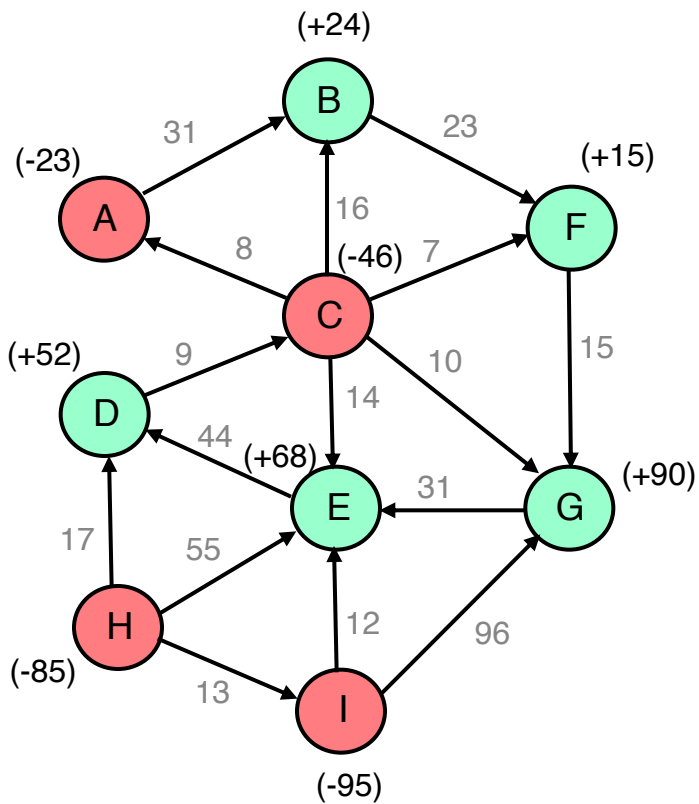 (+24)
B
31
23
(-23)
(+15)
A
16
F
8
(-46)
7
C
(+52)
9
10
15
D
14
44
(+68)
(+90)
E
31
G
17
55
H
12
96
(-85)
13
I
(-95)